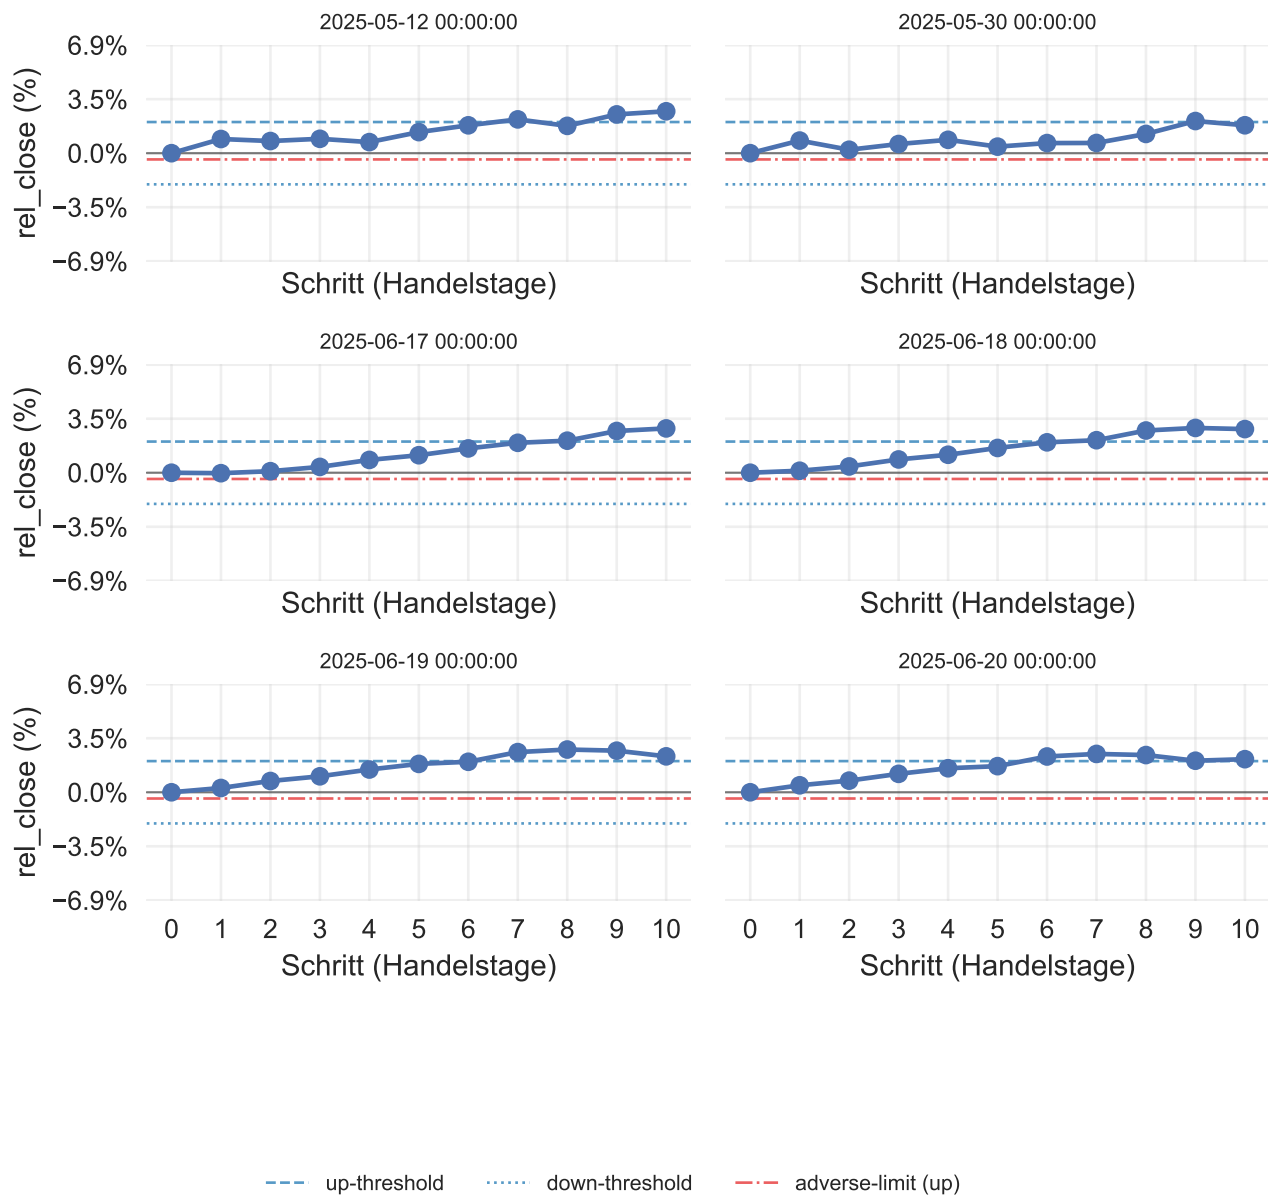 2025-05-12 00:00:00
2025-05-30 00:00:00
6.9%
3.5%
0.0%
−3.5%
−6.9%
rel_close (%)
Schritt (Handelstage)
Schritt (Handelstage)
2025-06-17 00:00:00
2025-06-18 00:00:00
6.9%
3.5%
0.0%
−3.5%
−6.9%
rel_close (%)
Schritt (Handelstage)
Schritt (Handelstage)
2025-06-19 00:00:00
2025-06-20 00:00:00
6.9%
3.5%
0.0%
−3.5%
−6.9%
rel_close (%)
0 1 2 3 4 5 6 7 8 9 10
0 1 2 3 4 5 6 7 8 9 10
Schritt (Handelstage)
Schritt (Handelstage)
up-threshold
down-threshold
adverse-limit (up)